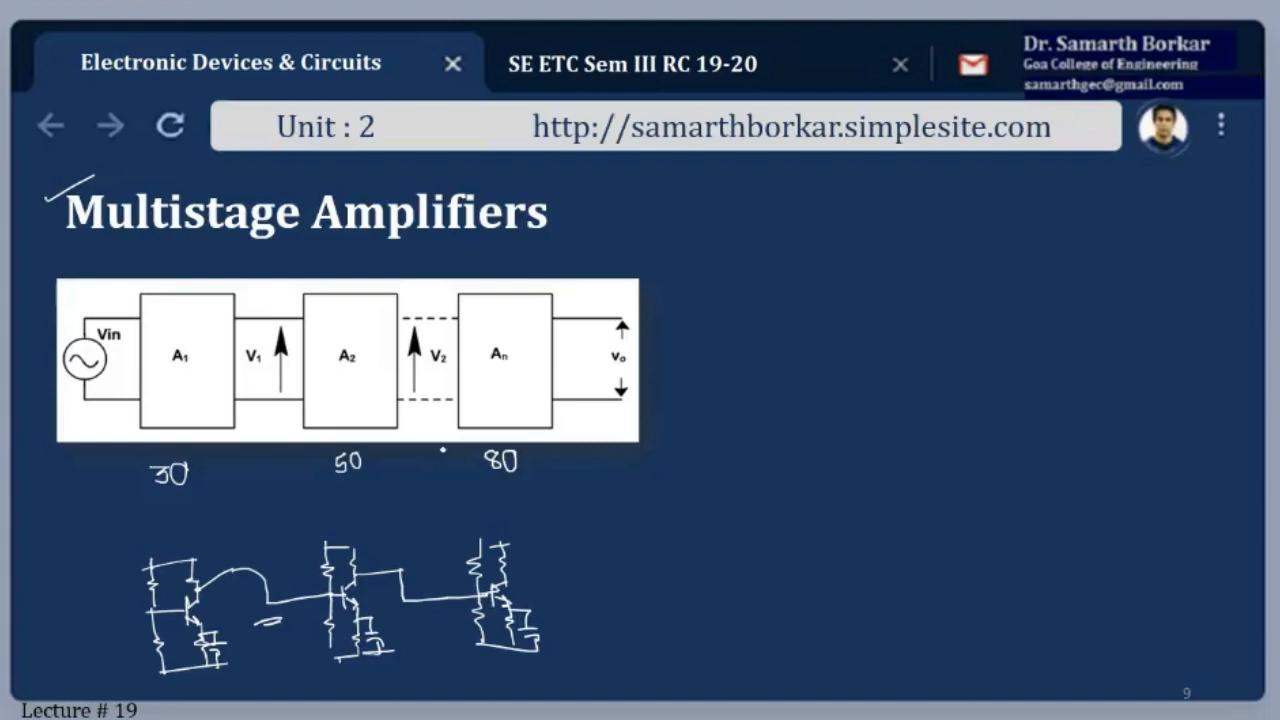 Electronic Devices & Circuits
SE ETC Sem III RC 19-20
Dr. Samarth Borkar
Goa College of Engineering
samarthgec@gmail.com
Unit : 2
http://samarthborkar.simplesite.com
Multistage Amplifiers
Vin
A₁
V₁
A₂
V₂
Aₙ
vₒ
30
50
80
9
Lecture # 19